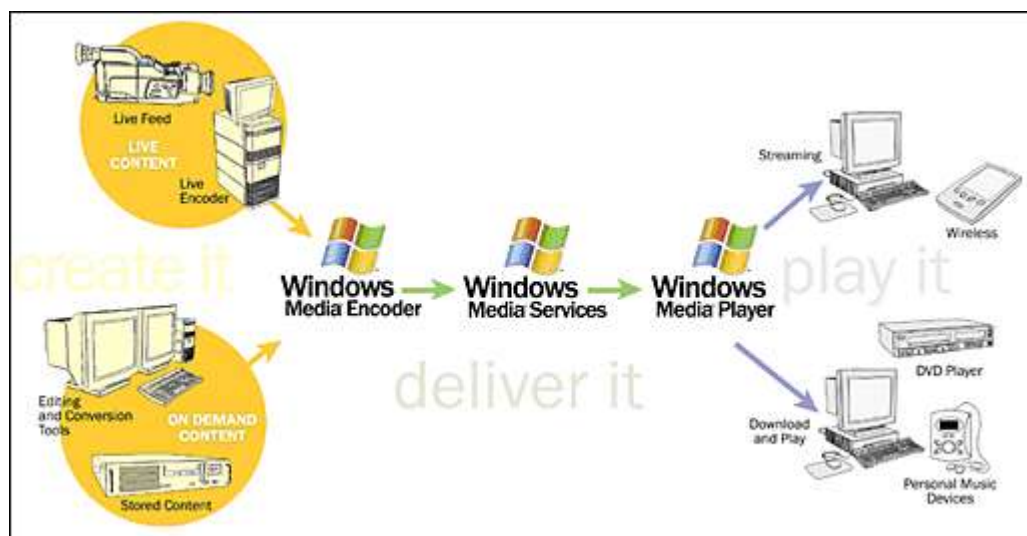 Live Feed
LIVE
CONTENT
Live
Encoder
create it
Editing
and Conversion
Tools
ON DEMAND
CONTENT
Stored Content
Windows
Media Encoder
Windows
Media Services
Windows
Media Player
deliver it
Streaming
Wireless
play it
DVD Player
Download
and Play
Personal Music
Devices